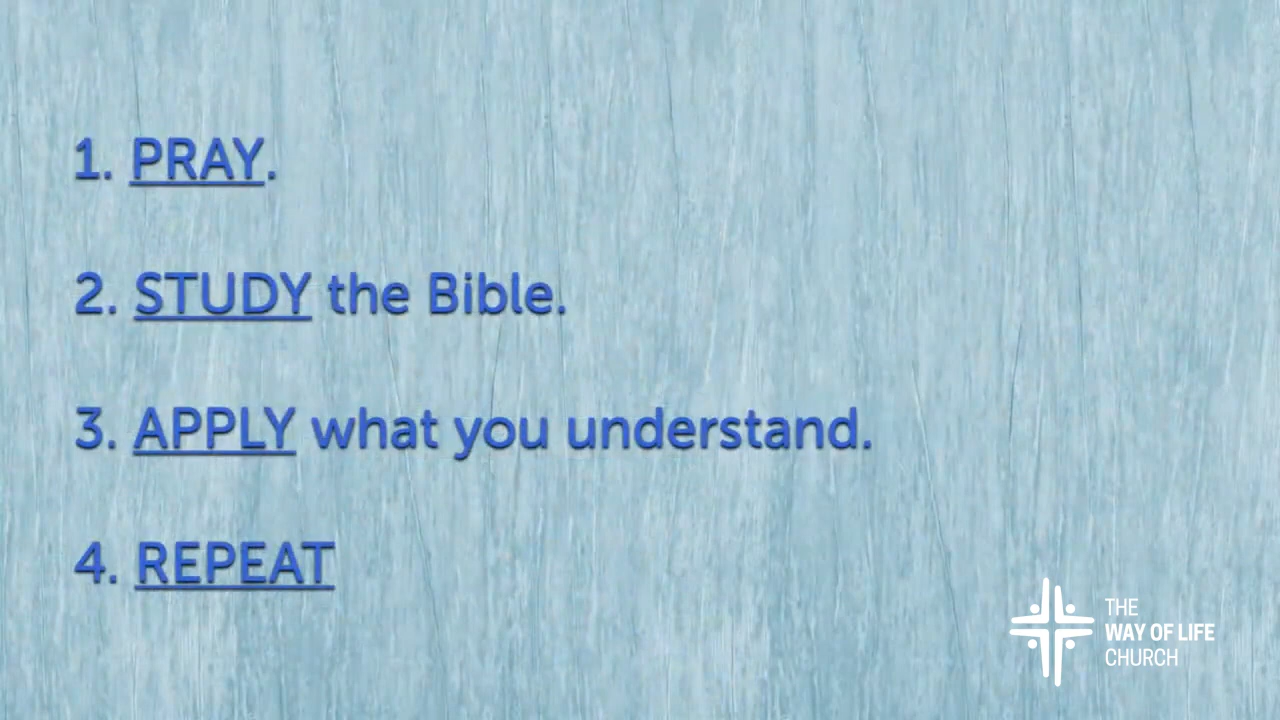 1. PRAY.
2. STUDY the Bible.
3. APPLY what you understand.
4. REPEAT
THE
WAY OF LIFE
CHURCH